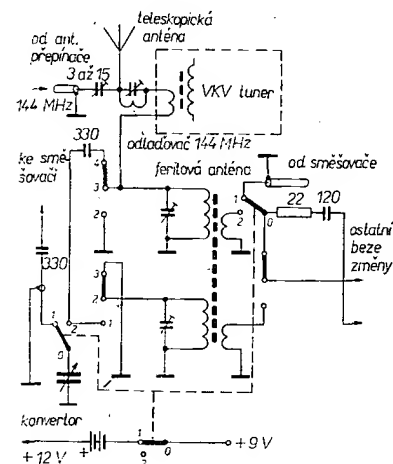 teleskopická
anténa
od ant.
přepínače
3 až 15
144 MHz
VKV tuner
odlaďovač 144 MHz
330
ke smě-
šovači
4
3
2
feritová anténa
od směšovače
1
2
0
22
120
ostatní
beze
změny
330
3
2
1
2
1
0
konvertor
+12 V
+
1
2
0
+9 V